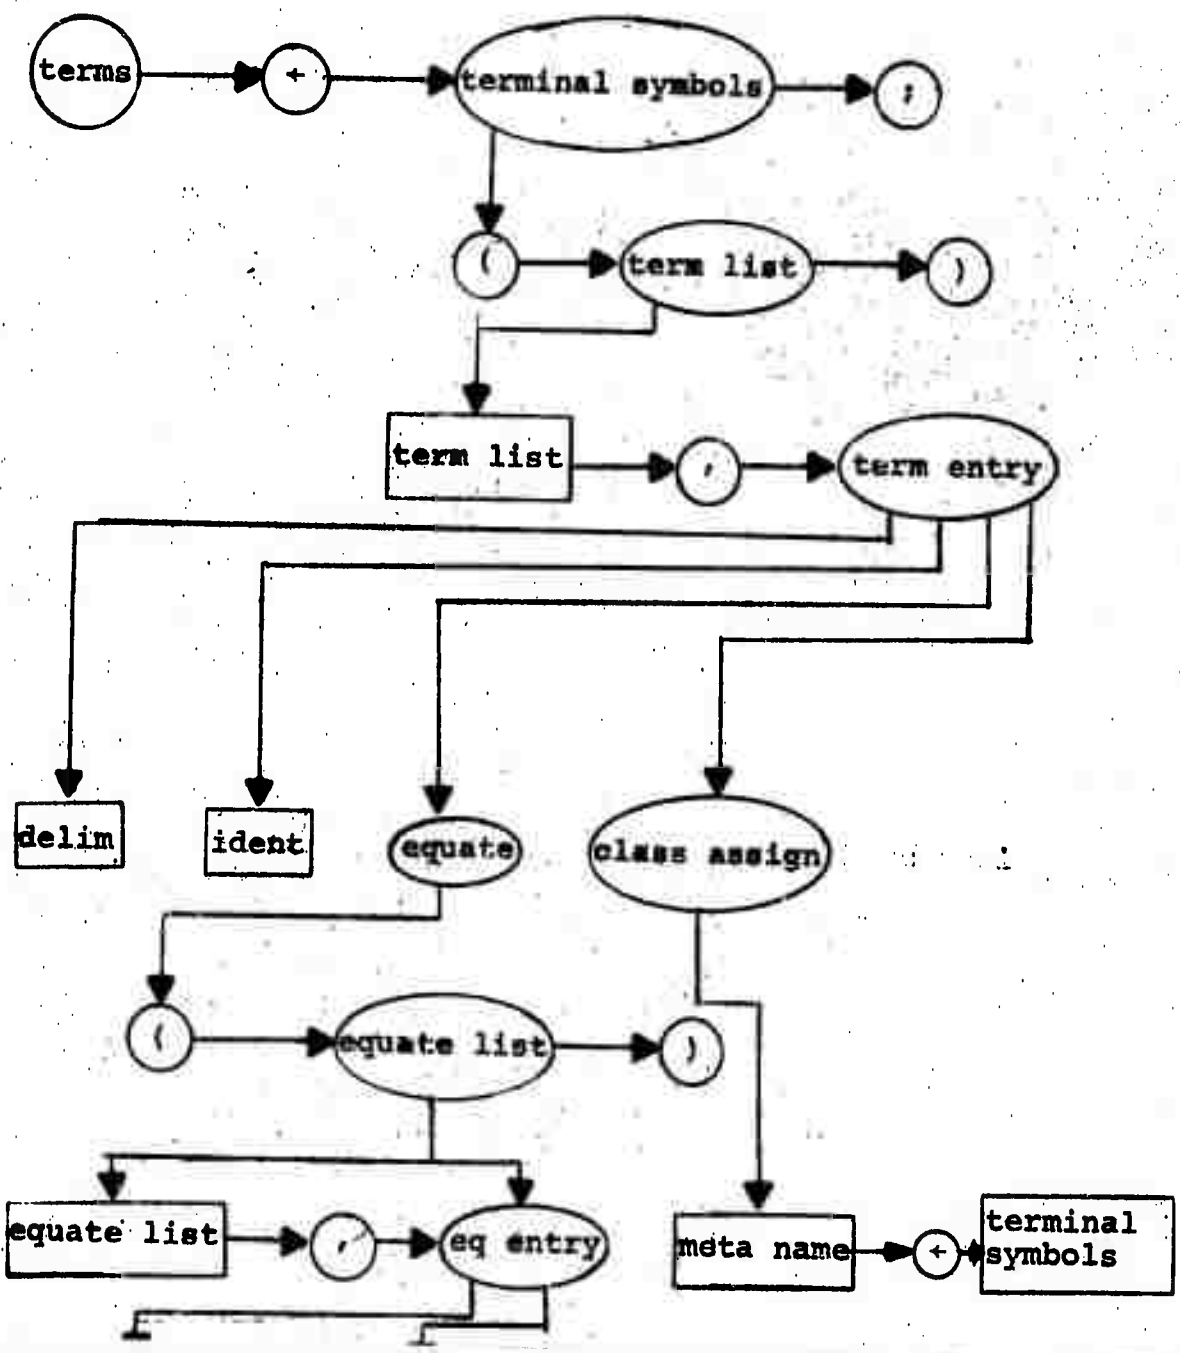 terms ← terminal symbols ;
( term list )
term list , term entry
delim ident equate class assign
( equate list )
equate list , eq entry meta name ← terminal
symbols